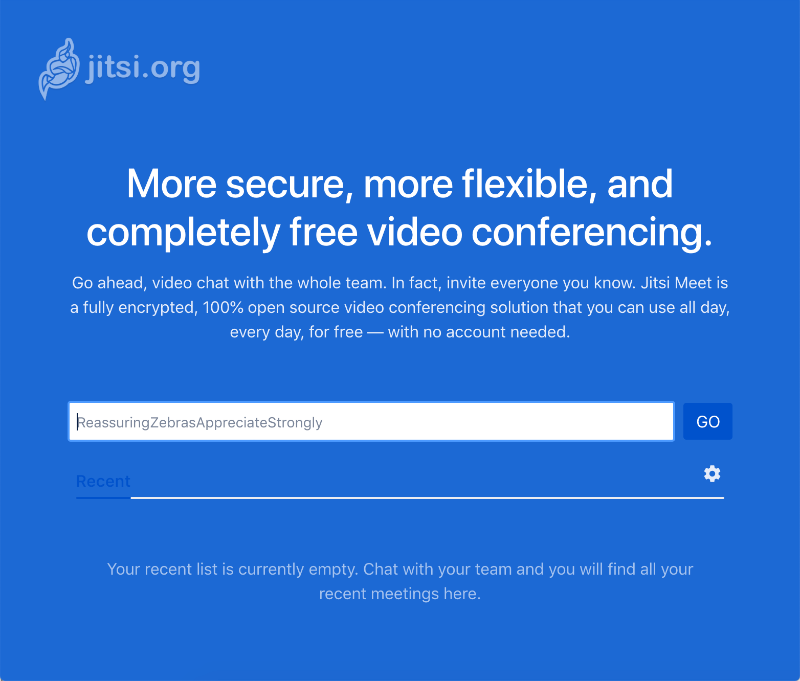 jitsi.org
More secure, more flexible, and
completely free video conferencing.
Go ahead, video chat with the whole team. In fact, invite everyone you know. Jitsi Meet is
a fully encrypted, 100% open source video conferencing solution that you can use all day,
every day, for free — with no account needed.
ReassuringZebrasAppreciateStrongly
GO
Recent
Your recent list is currently empty. Chat with your team and you will find all your
recent meetings here.